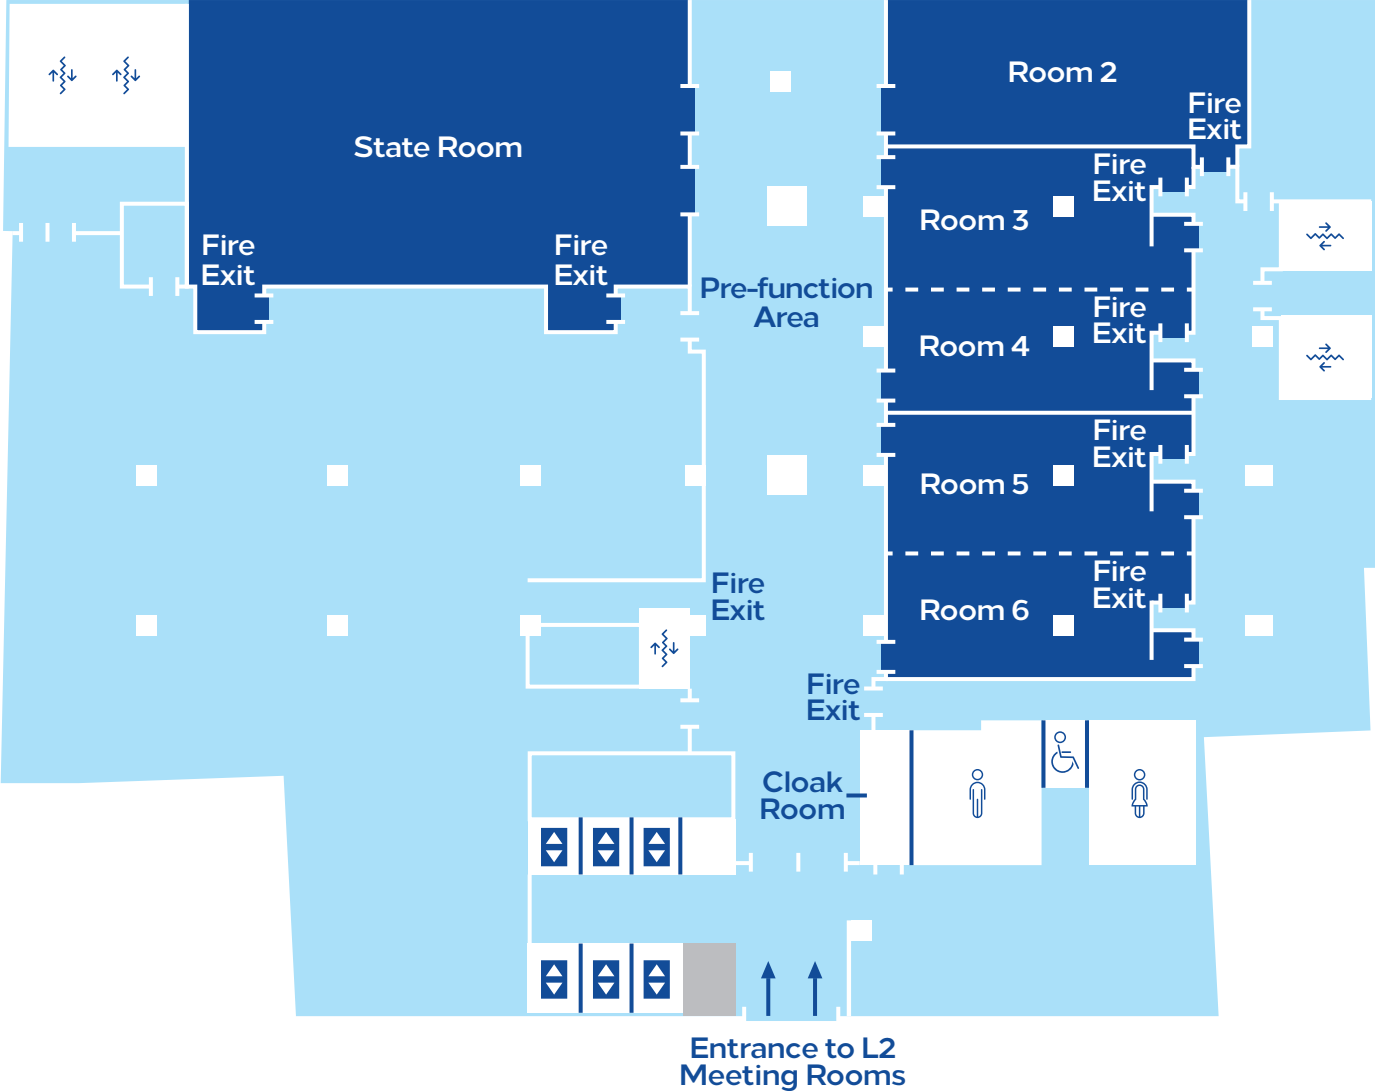 Room 2
Fire
Exit
State Room
Fire
Exit
Room 3
Fire
Exit
Fire
Exit
Pre-function
Area
Fire
Exit
Room 4
Fire
Exit
Room 5
Fire
Exit
Room 6
Fire
Exit
Fire
Exit
Cloak
Room
Entrance to L2
Meeting Rooms